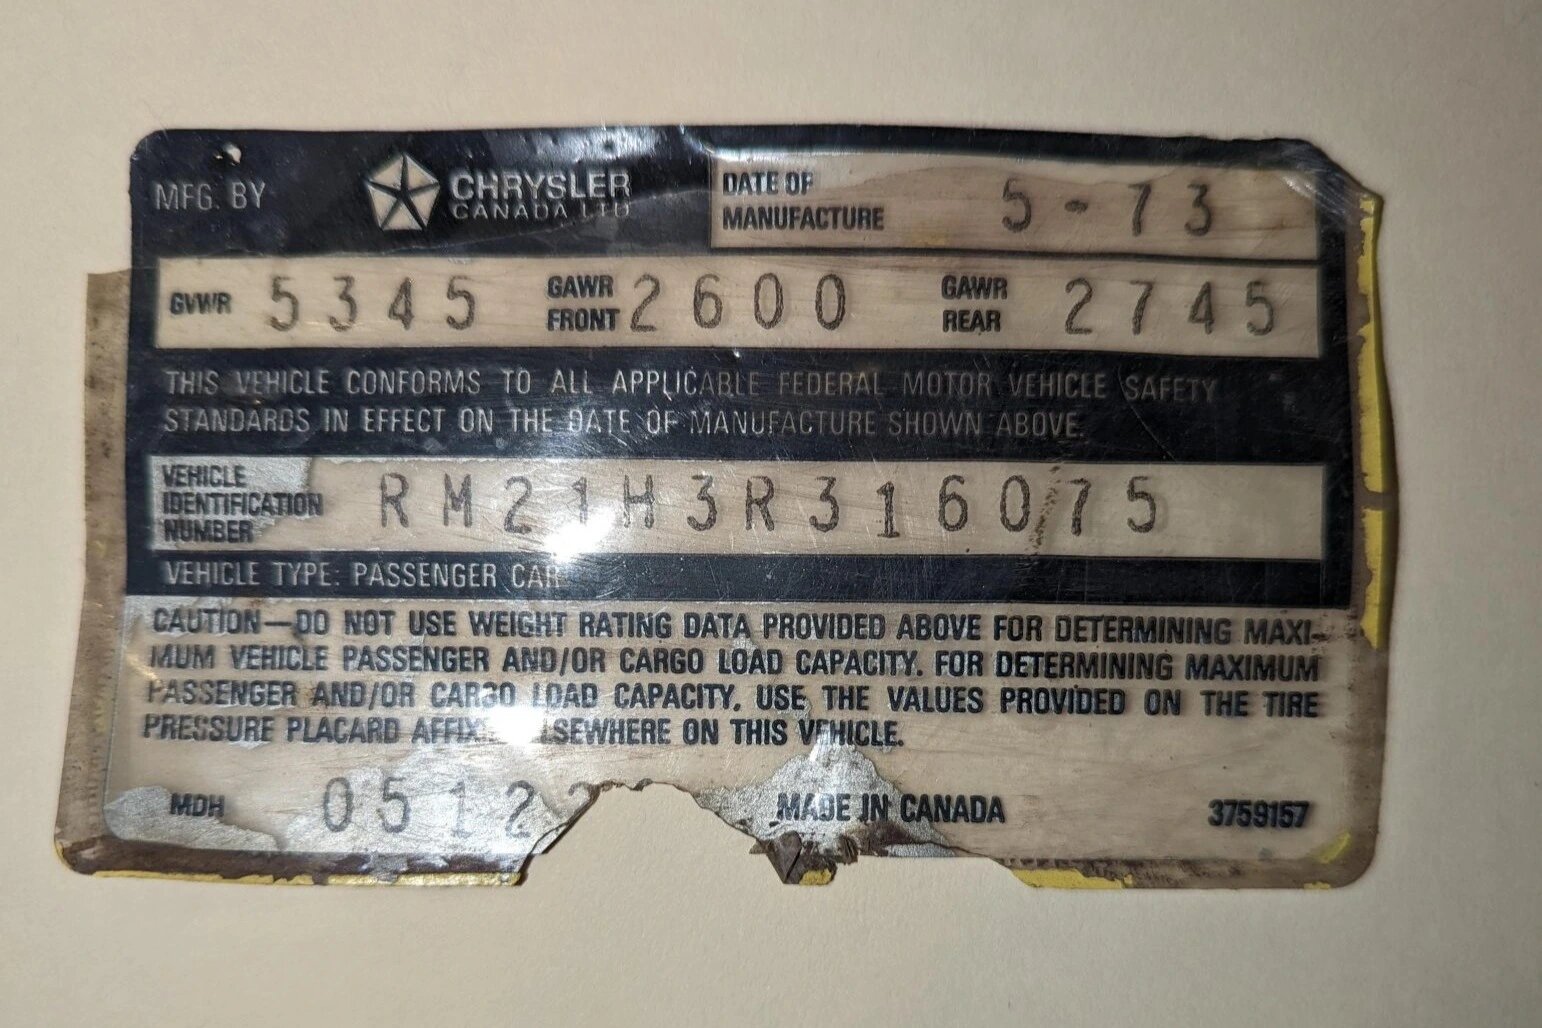 MFG. BY CHRYSLER CANADA LTD DATE OF MANUFACTURE 5-73
GVWR 5345 GAWR FRONT 2600 GAWR REAR 2745
THIS VEHICLE CONFORMS TO ALL APPLICABLE FEDERAL MOTOR VEHICLE SAFETY
STANDARDS IN EFFECT ON THE DATE OF MANUFACTURE SHOWN ABOVE.
VEHICLE IDENTIFICATION NUMBER RM21H3R316075
VEHICLE TYPE: PASSENGER CAR
CAUTION—DO NOT USE WEIGHT RATING DATA PROVIDED ABOVE FOR DETERMINING MAXI-
MUM VEHICLE PASSENGER AND/OR CARGO LOAD CAPACITY. FOR DETERMINING MAXIMUM
PASSENGER AND/OR CARGO LOAD CAPACITY, USE THE VALUES PROVIDED ON THE TIRE
PRESSURE PLACARD ELSEWHERE ON THIS VEHICLE.
MDH 0512 MADE IN CANADA 3759157